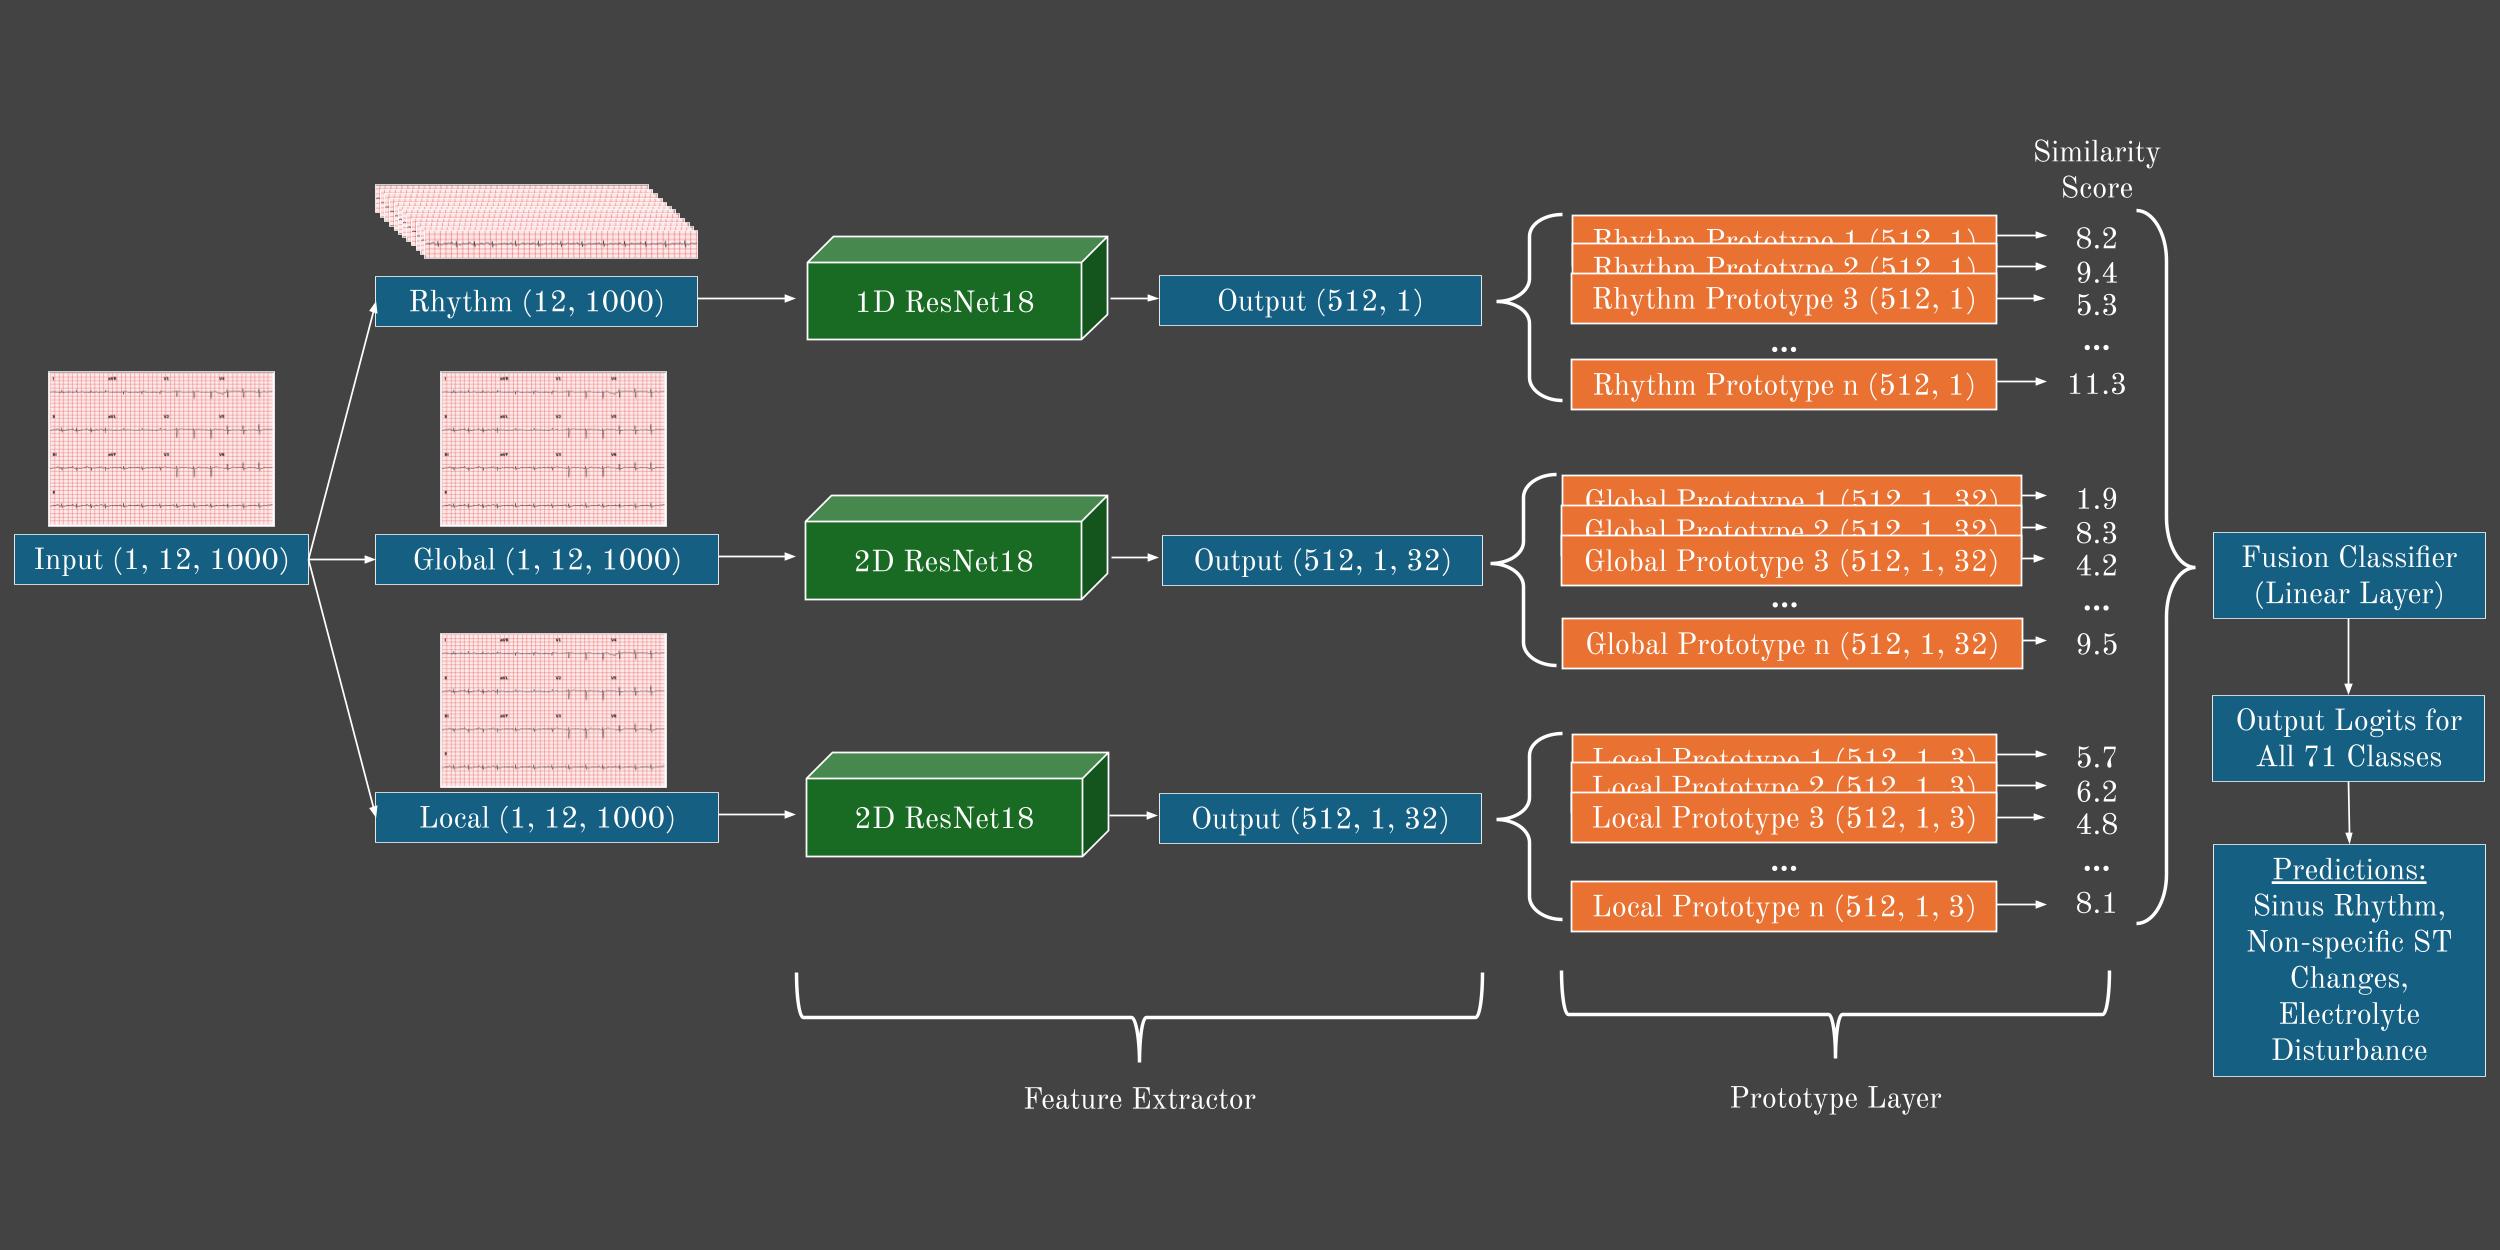 Similarity
Score
Rhythm (12, 1000)
1D ResNet18
Output (512, 1)
Rhythm Prototype 1 (512, 1)
Rhythm Prototype 2 (512, 1)
Rhythm Prototype 3 (512, 1)
...
Rhythm Prototype n (512, 1)
8.2
9.4
5.3
...
11.3
Input (1, 12, 1000)
Global (1, 12, 1000)
2D ResNet18
Output (512, 1, 32)
Global Prototype 1 (512, 1, 32)
Global Prototype 2 (512, 1, 32)
Global Prototype 3 (512, 1, 32)
...
Global Prototype n (512, 1, 32)
1.9
8.3
4.2
...
9.5
Local (1, 12, 1000)
2D ResNet18
Output (512, 1, 32)
Local Prototype 1 (512, 1, 3)
Local Prototype 2 (512, 1, 3)
Local Prototype 3 (512, 1, 3)
...
Local Prototype n (512, 1, 3)
5.7
6.2
4.8
...
8.1
Fusion Classifier
(Linear Layer)
Output Logits for
All 71 Classes
Predictions:
Sinus Rhythm,
Non-specific ST
Changes,
Electrolyte
Disturbance
Feature Extractor
Prototype Layer